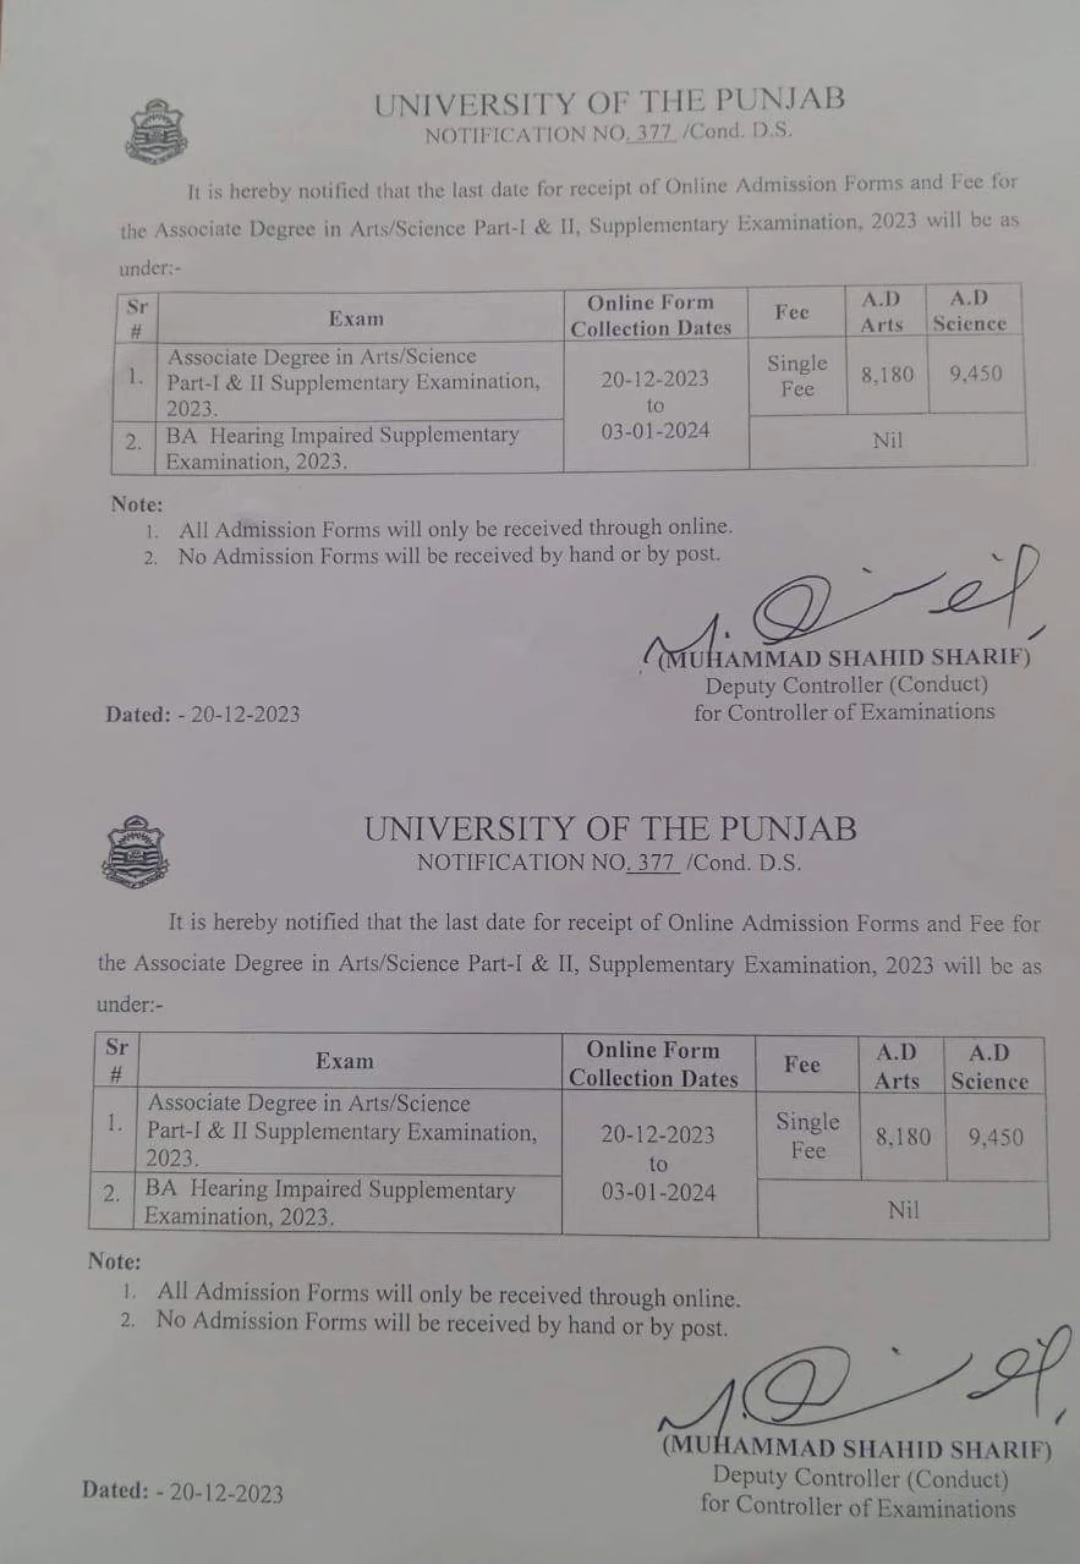 UNIVERSITY OF THE PUNJAB
NOTIFICATION NO. 377 /Cond. D.S.
It is hereby notified that the last date for receipt of Online Admission Forms and Fee for
the Associate Degree in Arts/Science Part-I & II, Supplementary Examination, 2023 will be as
under:-
Sr # Exam Online Form Collection Dates Fee A.D Arts A.D Science
1. Associate Degree in Arts/Science
Part-I & II Supplementary Examination,
2023.
20-12-2023
to
03-01-2024
Single Fee 8,180 9,450
2. BA Hearing Impaired Supplementary
Examination, 2023.
Nil
Note:
1. All Admission Forms will only be received through online.
2. No Admission Forms will be received by hand or by post.
(MUHAMMAD SHAHID SHARIF)
Deputy Controller (Conduct)
Dated: - 20-12-2023 for Controller of Examinations
UNIVERSITY OF THE PUNJAB
NOTIFICATION NO. 377 /Cond. D.S.
It is hereby notified that the last date for receipt of Online Admission Forms and Fee for
the Associate Degree in Arts/Science Part-I & II, Supplementary Examination, 2023 will be as
under:-
Sr # Exam Online Form Collection Dates Fee A.D Arts A.D Science
1. Associate Degree in Arts/Science
Part-I & II Supplementary Examination,
2023.
20-12-2023
to
03-01-2024
Single Fee 8,180 9,450
2. BA Hearing Impaired Supplementary
Examination, 2023.
Nil
Note:
1. All Admission Forms will only be received through online.
2. No Admission Forms will be received by hand or by post.
(MUHAMMAD SHAHID SHARIF)
Deputy Controller (Conduct)
Dated: - 20-12-2023 for Controller of Examinations